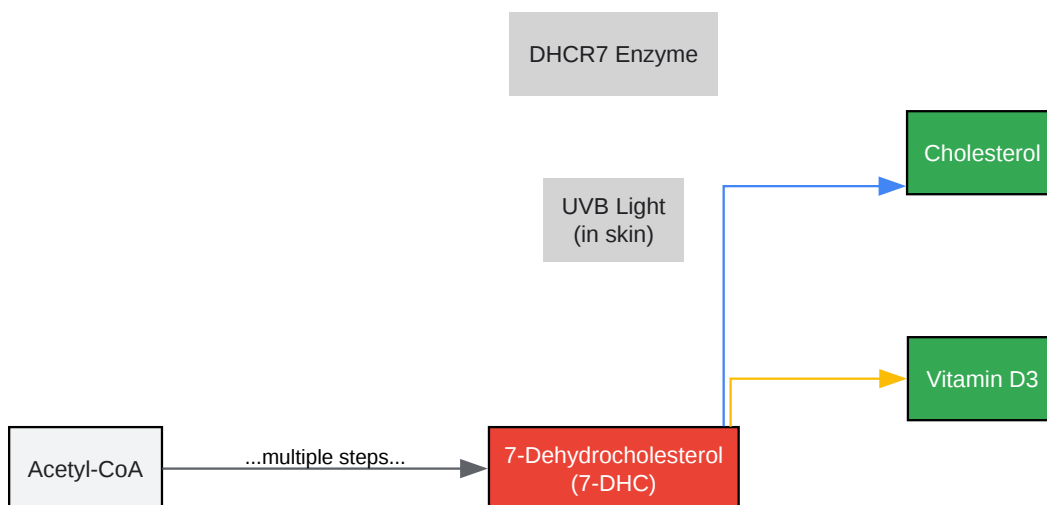 DHCR7 Enzyme
Cholesterol
UVB Light
(in skin)
Vitamin D3
Acetyl-CoA
...multiple steps...
7-Dehydrocholesterol
(7-DHC)